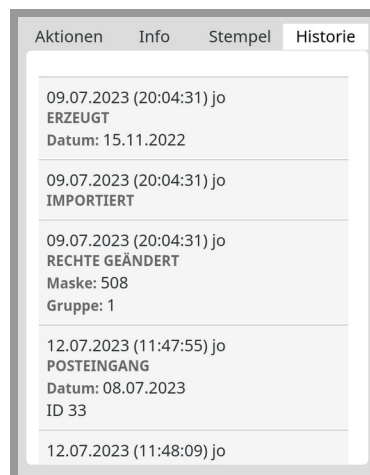 Aktionen Info Stempel Historie
09.07.2023 (20:04:31) jo
ERZEUGT
Datum: 15.11.2022
09.07.2023 (20:04:31) jo
IMPORTIERT
09.07.2023 (20:04:31) jo
RECHTE GEÄNDERT
Maske: 508
Gruppe: 1
12.07.2023 (11:47:55) jo
POSTEINGANG
Datum: 08.07.2023
ID 33
12.07.2023 (11:48:09) jo